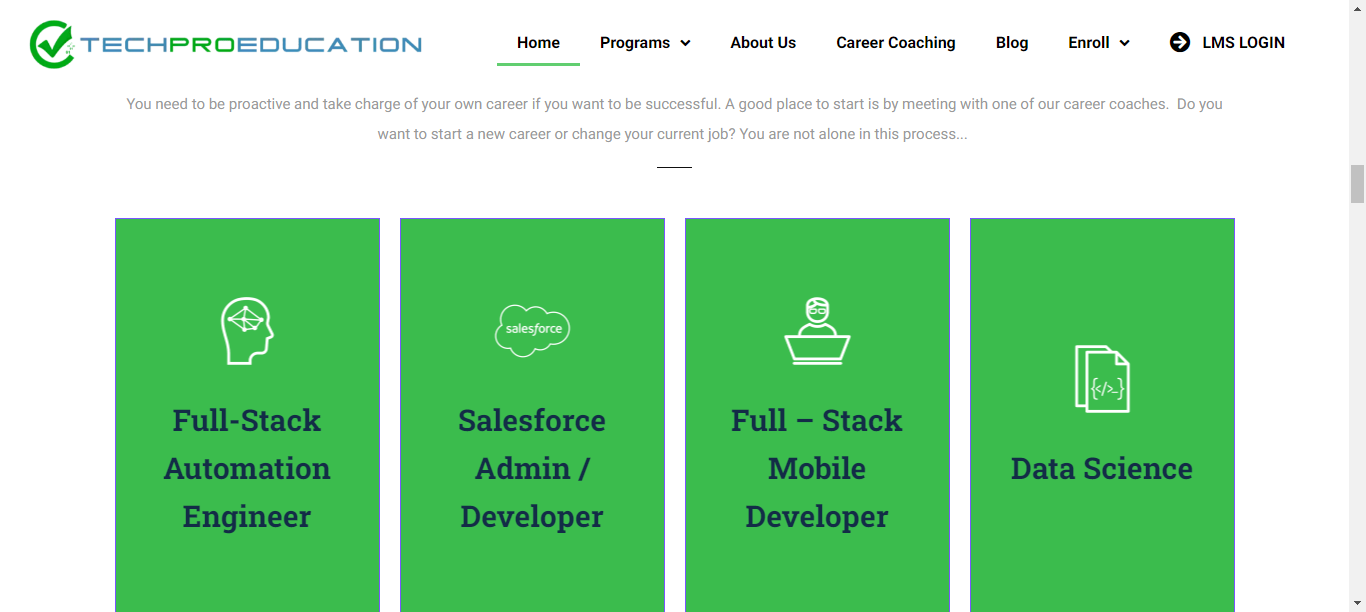 TECHPROEDUCATION
Home Programs About Us Career Coaching Blog Enroll LMS LOGIN
You need to be proactive and take charge of your own career if you want to be successful. A good place to start is by meeting with one of our career coaches.  Do you
want to start a new career or change your current job? You are not alone in this process...
salesforce
{</>_}
Full-Stack
Automation
Engineer
Salesforce
Admin /
Developer
Full – Stack
Mobile
Developer
Data Science